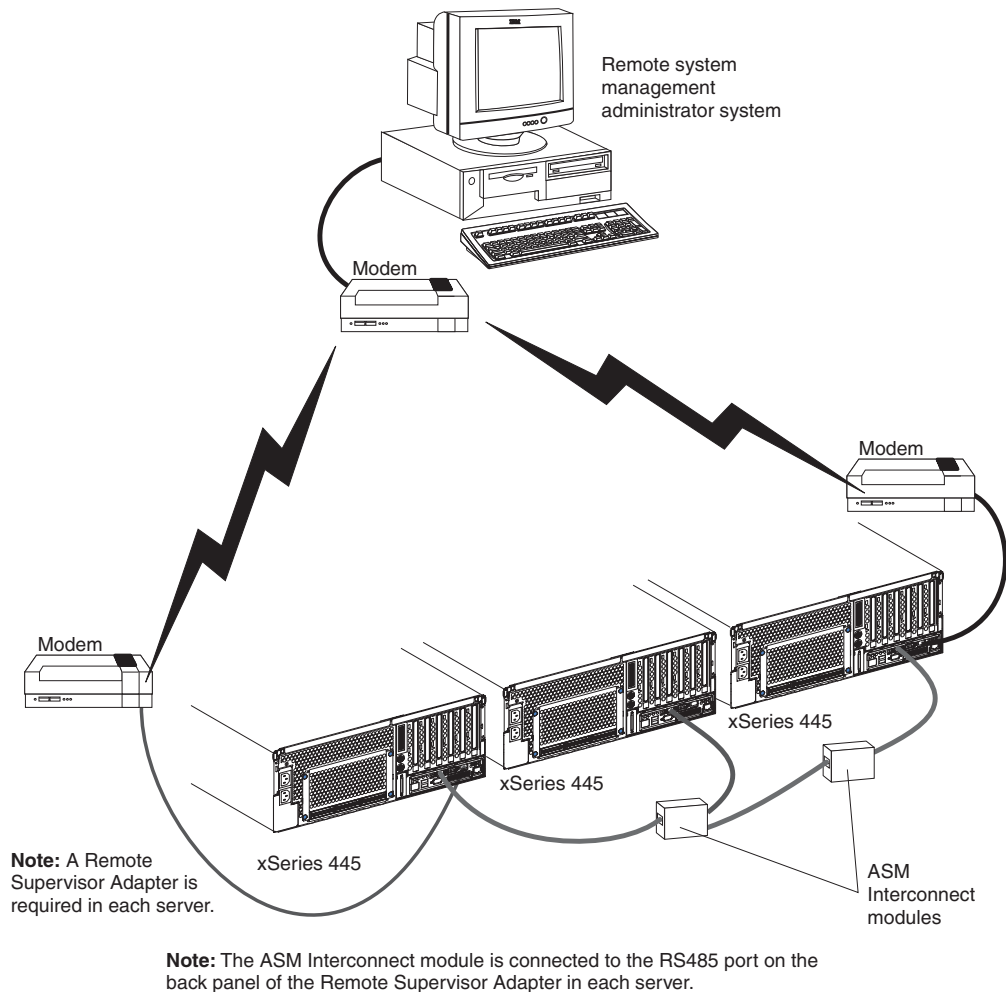 Remote system
management
administrator system
Modem
Modem
Modem
xSeries 445
xSeries 445
xSeries 445
Note: A Remote
Supervisor Adapter is
required in each server.
ASM
Interconnect
modules
Note: The ASM Interconnect module is connected to the RS485 port on the
back panel of the Remote Supervisor Adapter in each server.